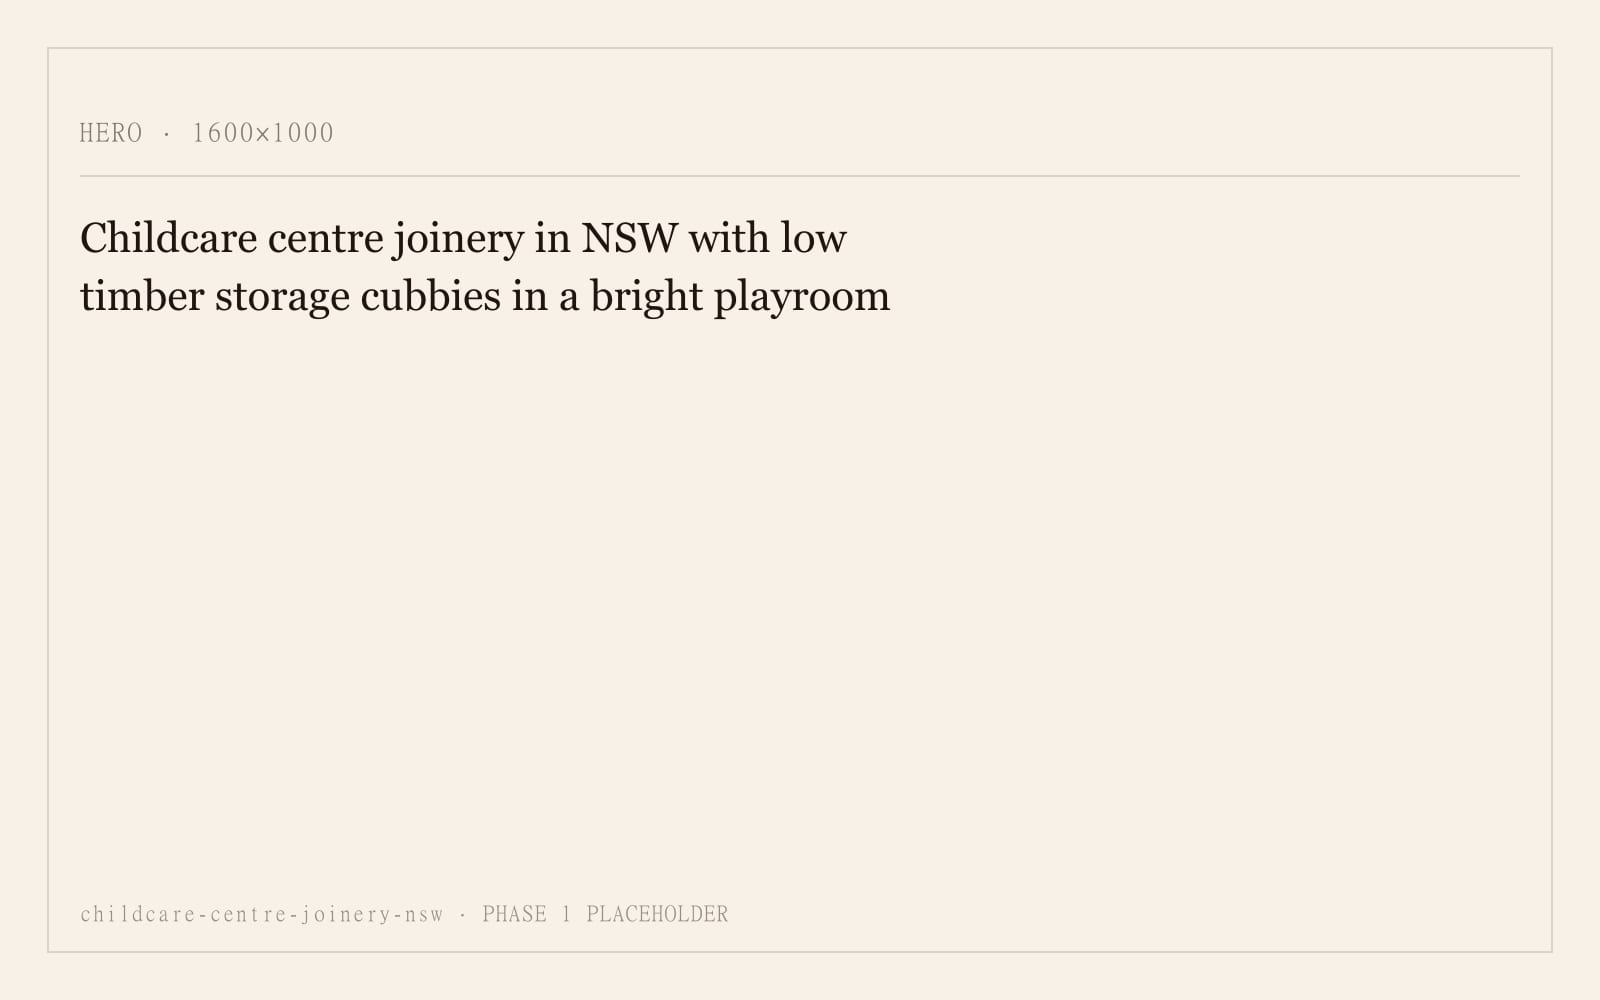 HERO · 1600×1000
Childcare centre joinery in NSW with low
timber storage cubbies in a bright playroom
childcare-centre-joinery-nsw · PHASE 1 PLACEHOLDER